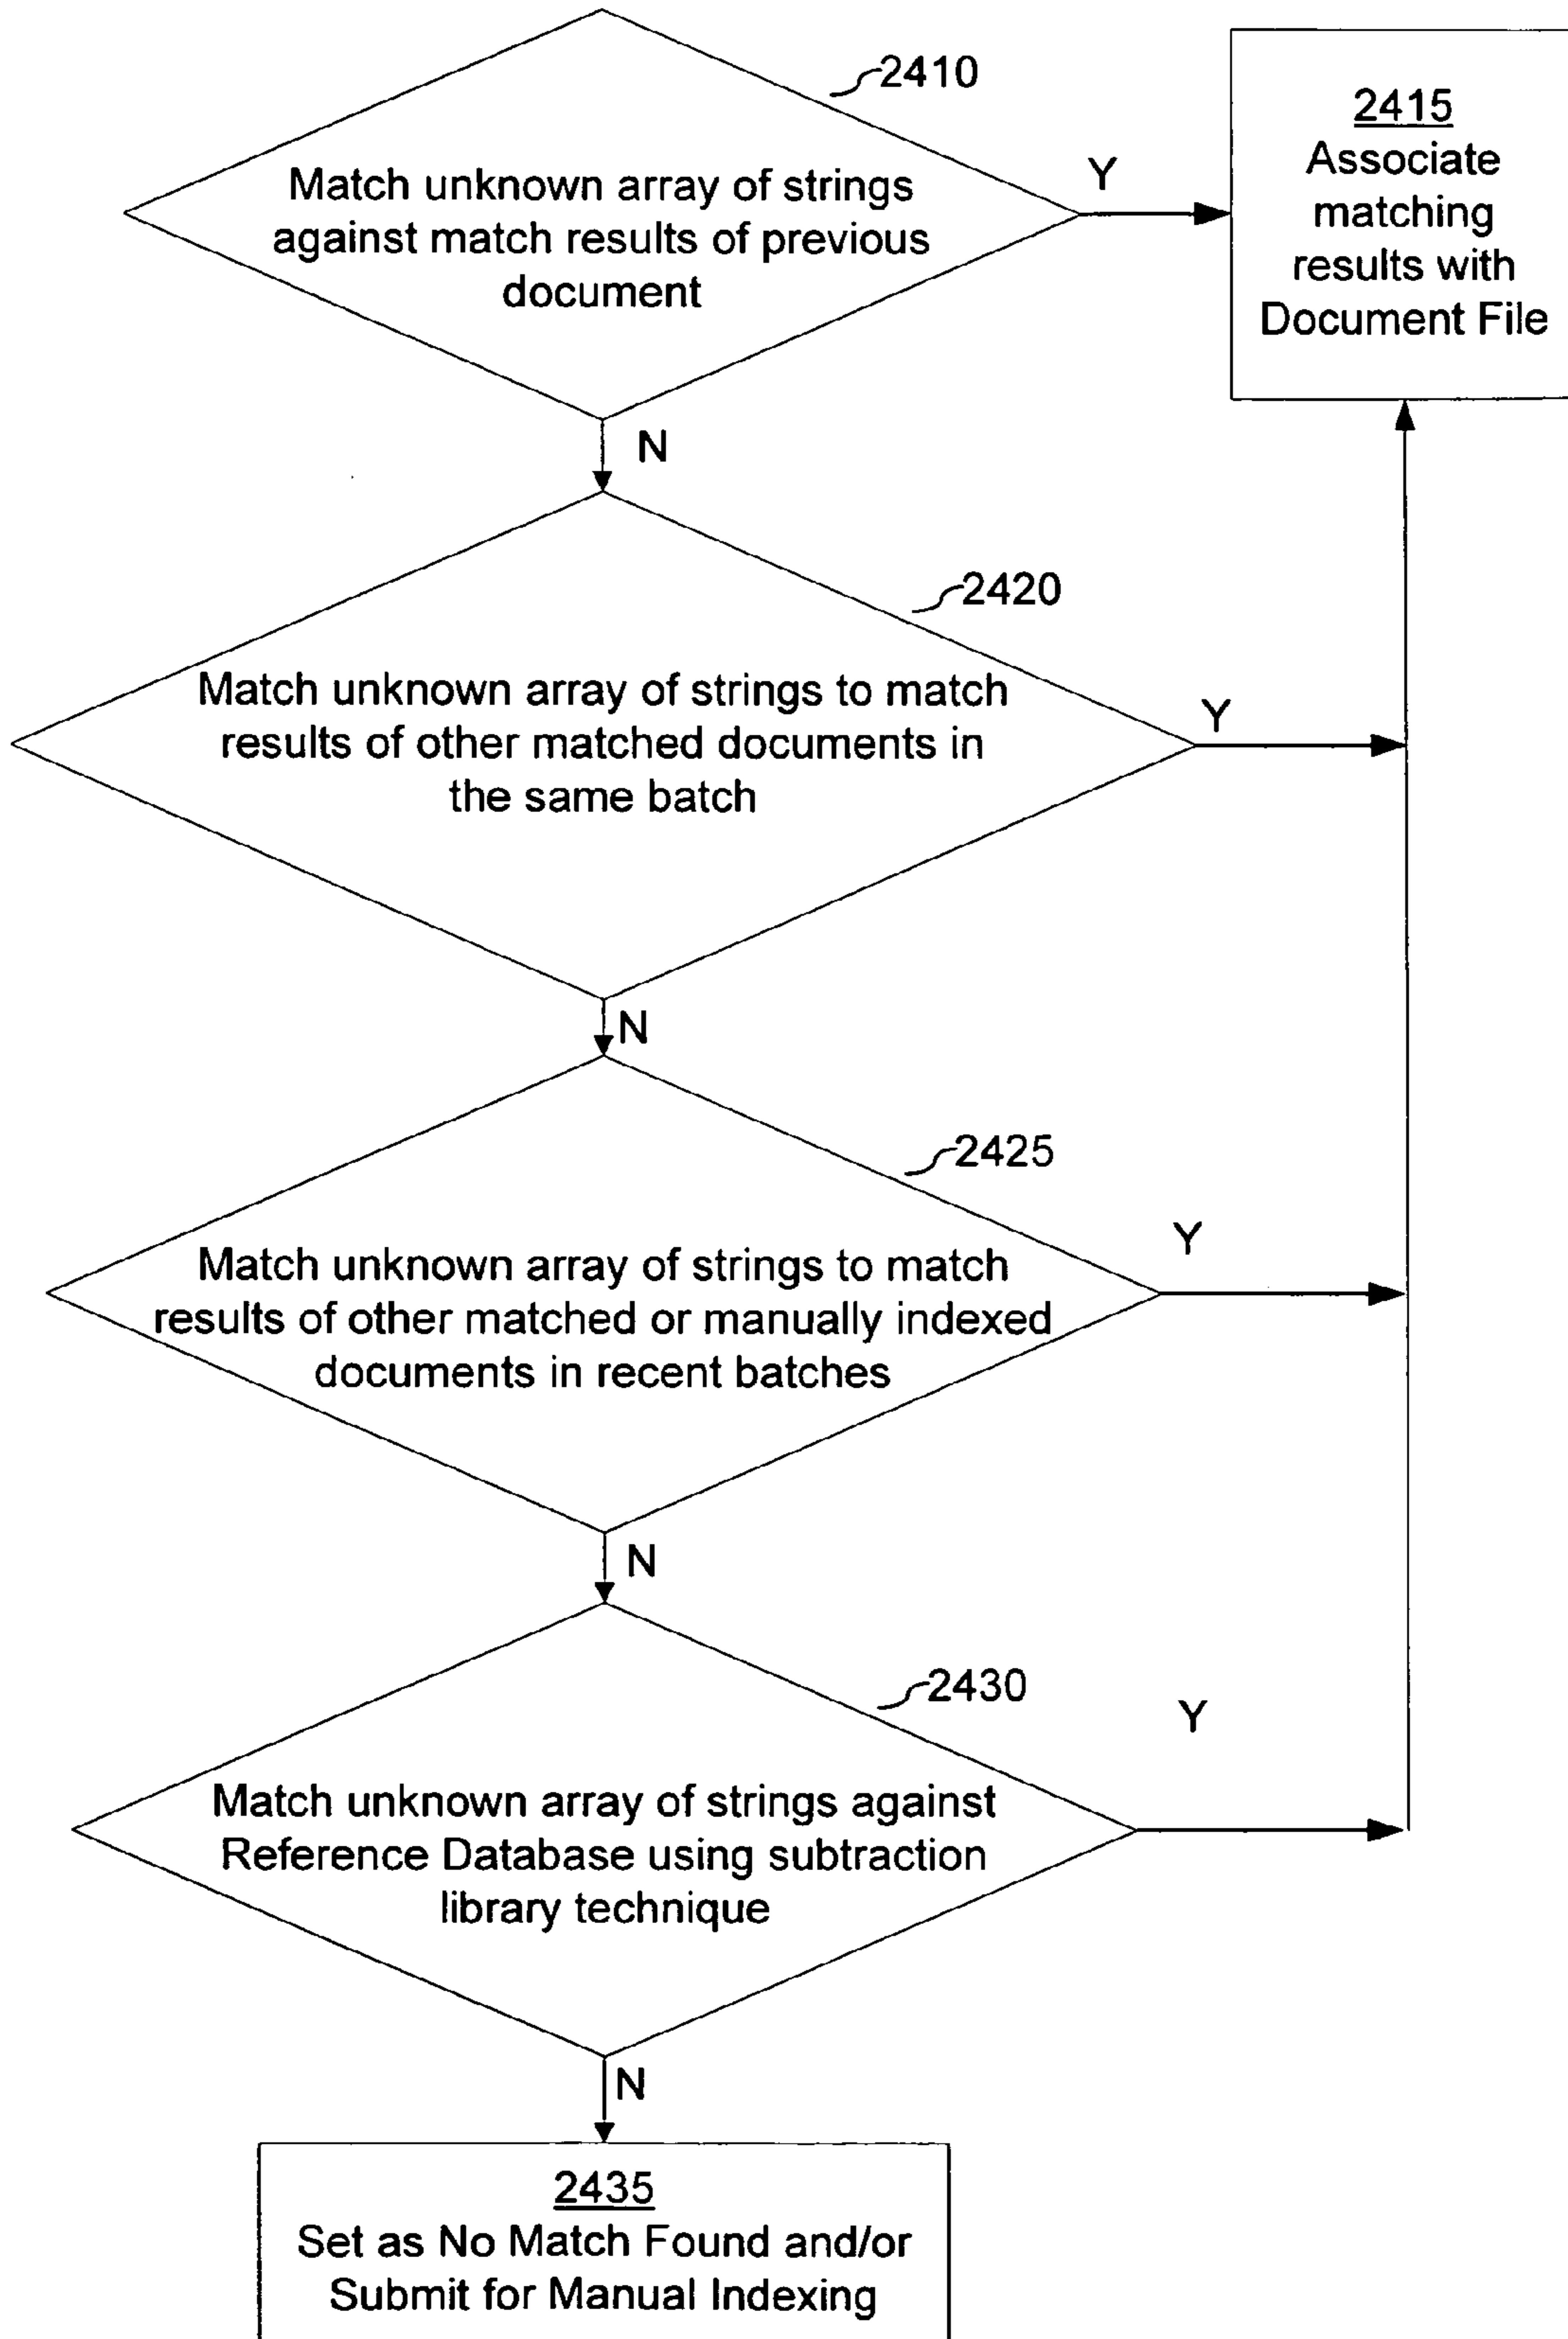 2410
Match unknown array of strings
against match results of previous
document
Y
2415
Associate
matching
results with
Document File
N
2420
Match unknown array of strings to match
results of other matched documents in
the same batch
Y
N
2425
Match unknown array of strings to match
results of other matched or manually indexed
documents in recent batches
Y
N
2430
Match unknown array of strings against
Reference Database using subtraction
library technique
Y
N
2435
Set as No Match Found and/or
Submit for Manual Indexing